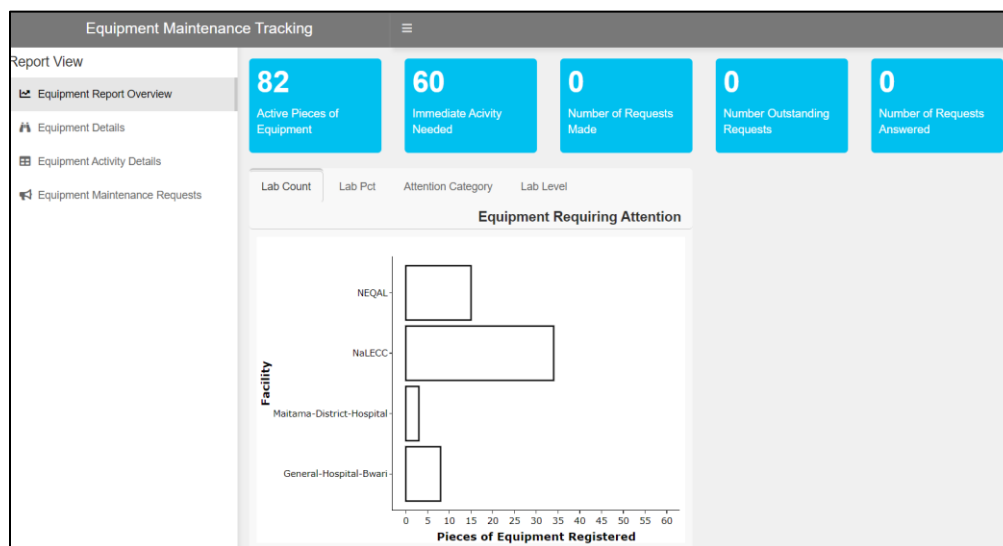 Equipment Maintenance Tracking
Report View
Equipment Report Overview
Equipment Details
Equipment Activity Details
Equipment Maintenance Requests
82
Active Pieces of
Equipment
60
Immediate Acivity
Needed
0
Number of Requests
Made
0
Number Outstanding
Requests
0
Number of Requests
Answered
Lab Count Lab Pct Attention Category Lab Level
Equipment Requiring Attention
Facility
NEQAL
NaLECC
Maitama-District-Hospital
General-Hospital-Bwari
0 5 10 15 20 25 30 35 40 45 50 55 60
Pieces of Equipment Registered